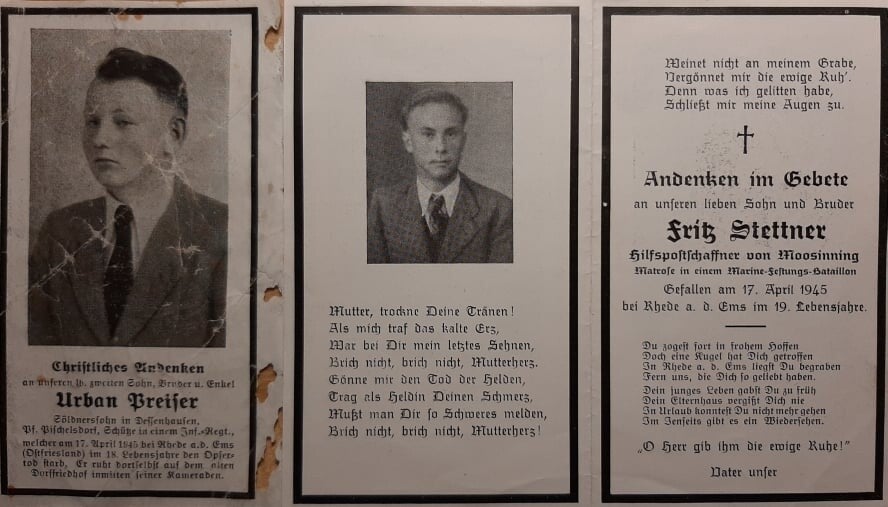 Christliches Andenken
an unseren lb. zweiten Sohn, Bruder u. Enkel
Urban Preiser
Söldnerssohn in Dessenhausen,
Pf. Pischelsdorf, Schütze in einem Inf.-Regt.,
welcher am 17. April 1945 bei Rhede a.d. Ems
(Ostfriesland) im 18. Lebensjahre den Opfer-
tod starb. Er ruht dortselbst auf dem alten
Dorffriedhof inmitten seiner Kameraden.
Mutter, trockne Deine Tränen!
Als mich traf das kalte Erz,
War bei Dir mein letztes Sehnen,
Brich nicht, brich nicht, Mutterherz.
Gönne mir den Tod der Helden,
Trag als Heldin Deinen Schmerz,
Mußt man Dir so Schweres melden,
Brich nicht, brich nicht, Mutterherz!
Weinet nicht an meinem Grabe,
Vergönnet mir die ewige Ruh'.
Denn was ich gelitten habe,
Schließt mir meine Augen zu.
Andenken im Gebete
an unseren lieben Sohn und Bruder
Fritz Stettner
Hilfspostschaffner von Moosinning
Matrose in einem Marine-Festungs-Bataillon
Gefallen am 17. April 1945
bei Rhede a. d. Ems im 19. Lebensjahre.
Du zogest fort in frohem Hoffen
Doch eine Kugel hat Dich getroffen
In Rhede a. d. Ems liegst Du begraben
Fern uns, die Dich so geliebt haben.
Dein junges Leben gabst Du zu früh
Dein Elternhaus vergißt Dich nie
In Urlaub konntest Du nicht mehr gehen
Im Jenseits gibt es ein Wiedersehen.
„O Herr gib ihm die ewige Ruhe!"
Vater unser